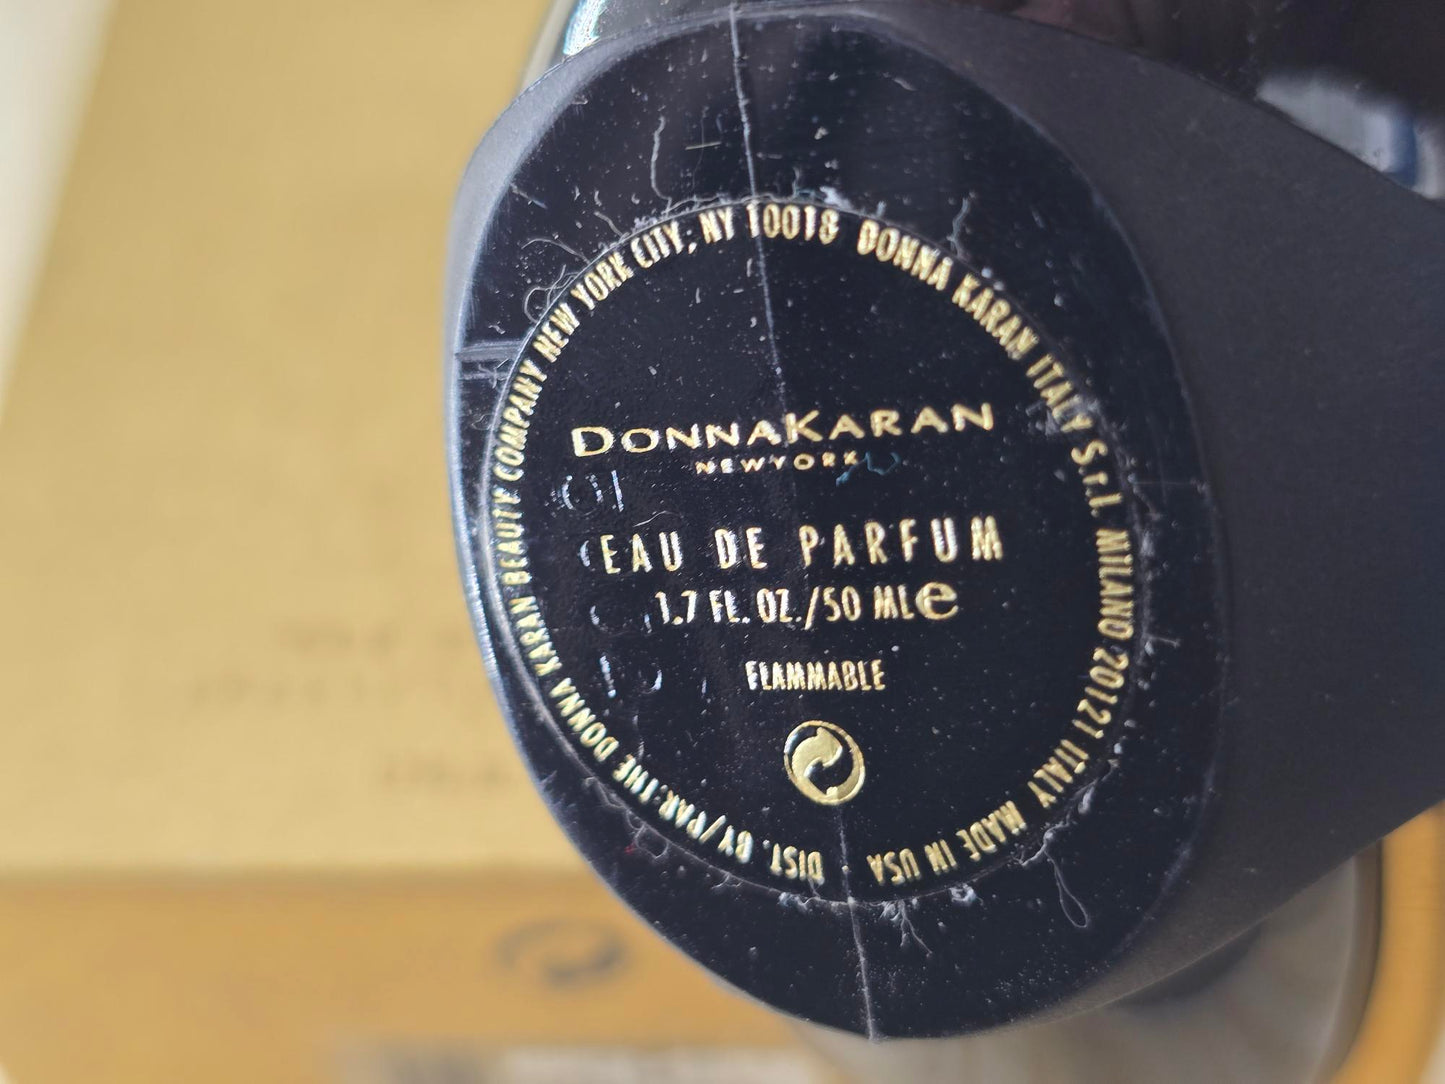 DONNAKARAN
NEWYORK
EAU DE PARFUM
1.7 FL. OZ./50 ML e
FLAMMABLE
DIST. BY/PAR: THE DONNA KARAN BEAUTY COMPANY NEW YORK CITY, NY 10018 DONNA KARAN ITALY S.r.l. MILANO 20121 ITALY MADE IN USA ·